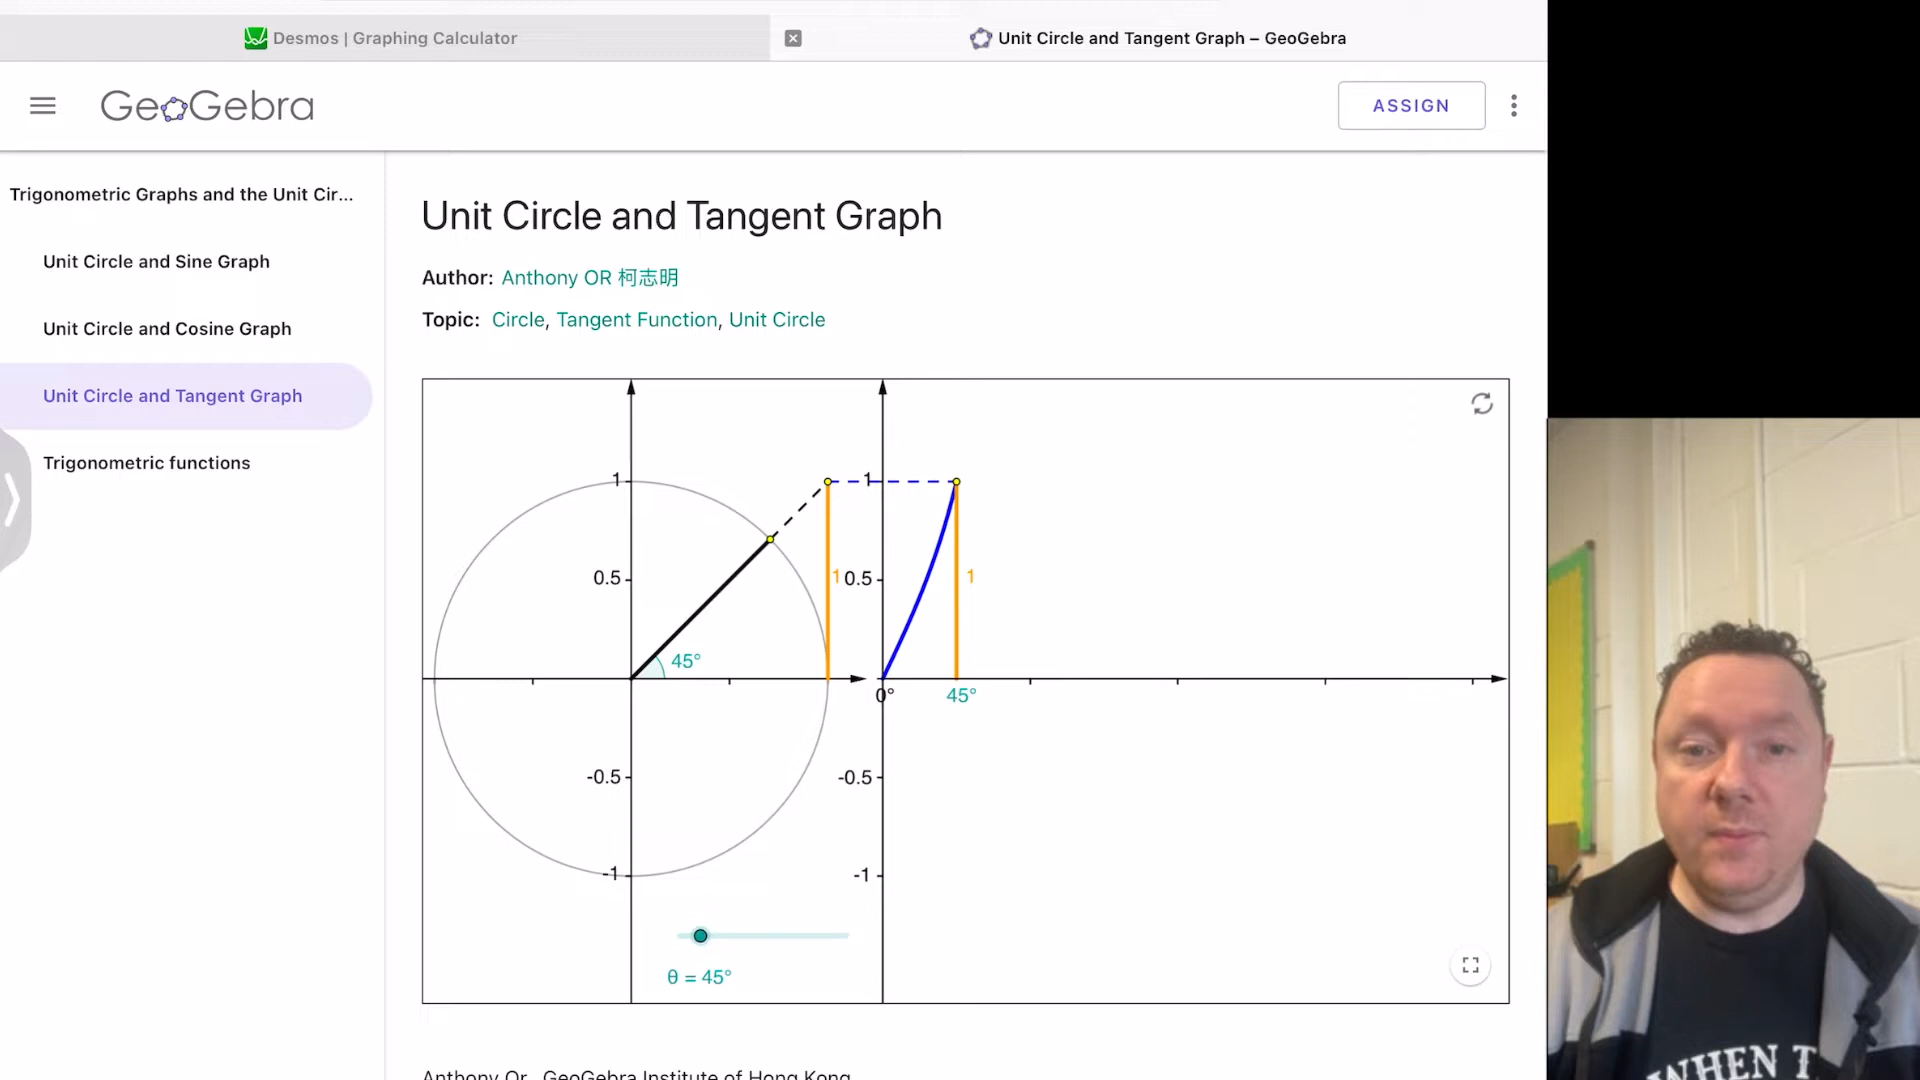 Desmos | Graphing Calculator
Unit Circle and Tangent Graph – GeoGebra
GeoGebra
ASSIGN
Trigonometric Graphs and the Unit Cir...
Unit Circle and Sine Graph
Unit Circle and Cosine Graph
Unit Circle and Tangent Graph
Trigonometric functions
Unit Circle and Tangent Graph
Author: Anthony OR 柯志明
Topic: Circle, Tangent Function, Unit Circle
1 1
0.5 1 0.5 1
45°
0° 45°
-0.5 -0.5
-1 -1
θ = 45°
Anthony Or. GeoGebra Institute of Hong Kong
WHEN T